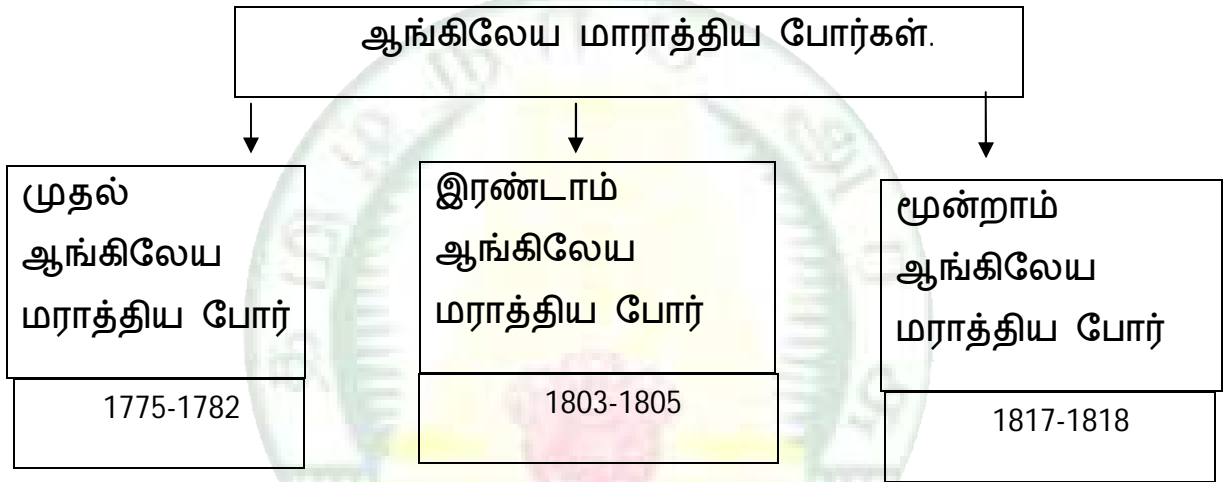 ஆங்கிலேய மாராத்திய போர்கள்.
முதல்
ஆங்கிலேய
மராத்திய போர்
1775-1782
இரண்டாம்
ஆங்கிலேய
மராத்திய போர்
1803-1805
மூன்றாம்
ஆங்கிலேய
மராத்திய போர்
1817-1818